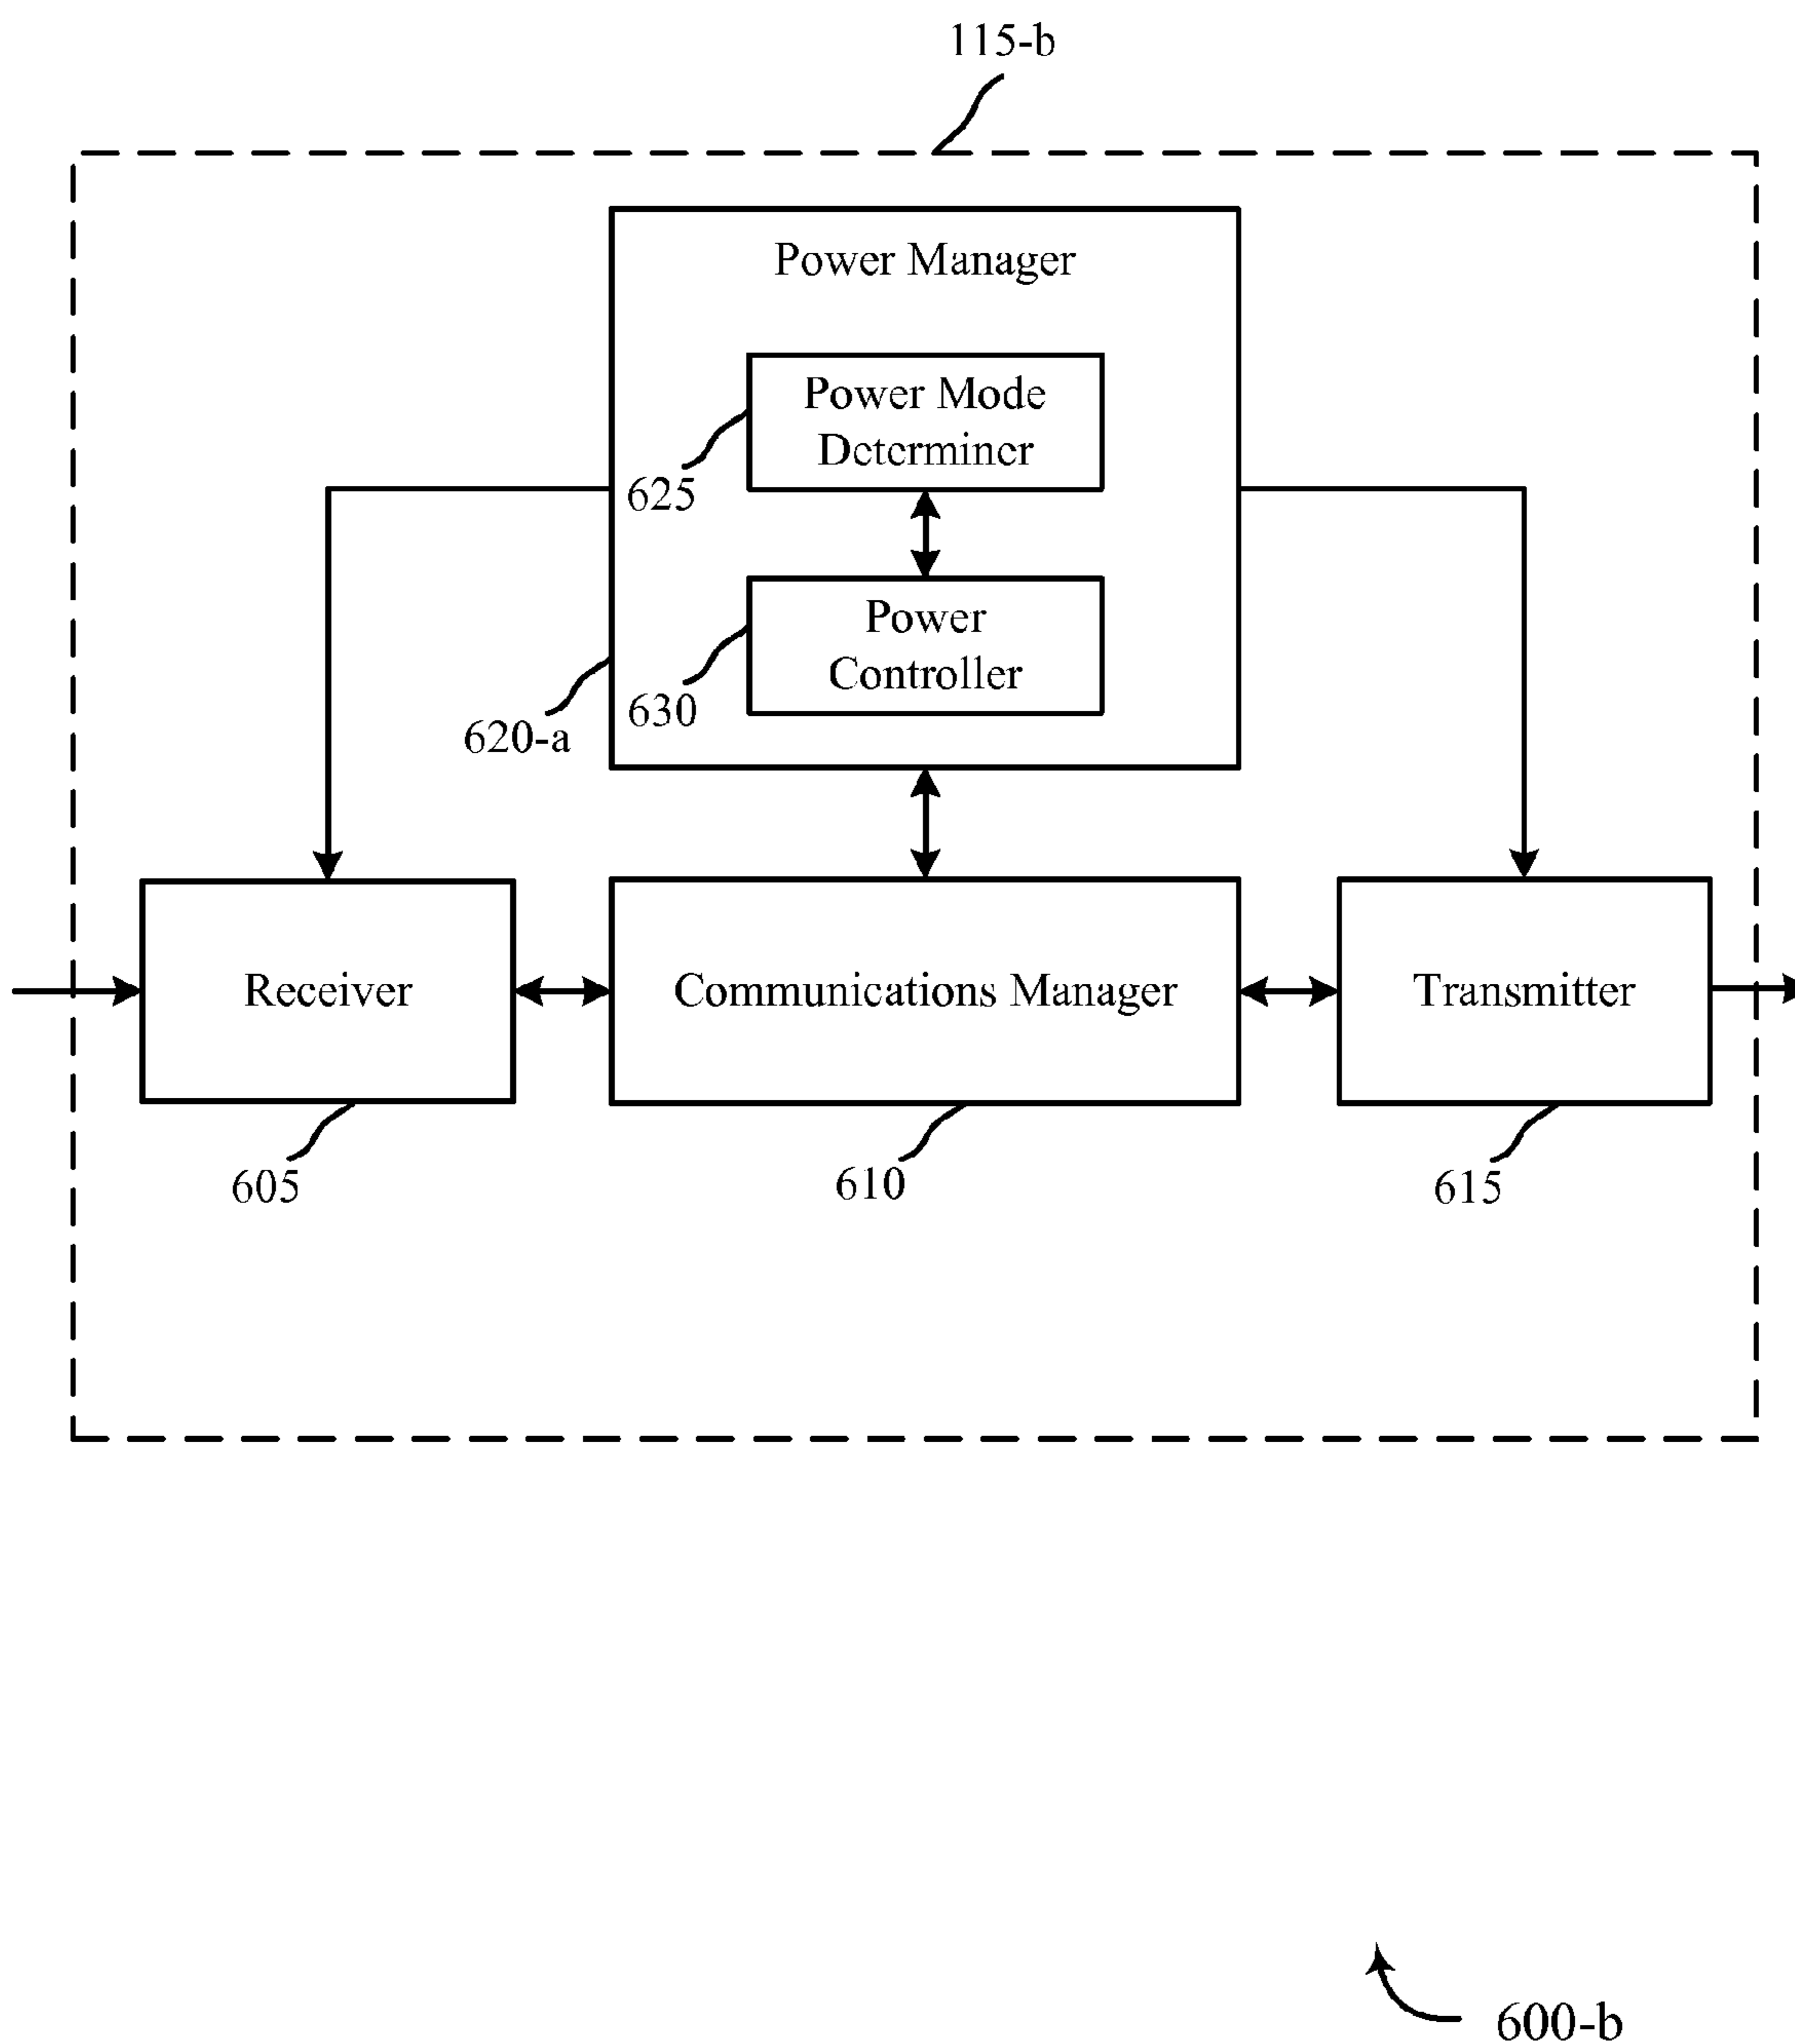 115-b
Power Manager
Power Mode
Determiner
625
Power
Controller
630
620-a
Receiver
Communications Manager
Transmitter
605
610
615
600-b